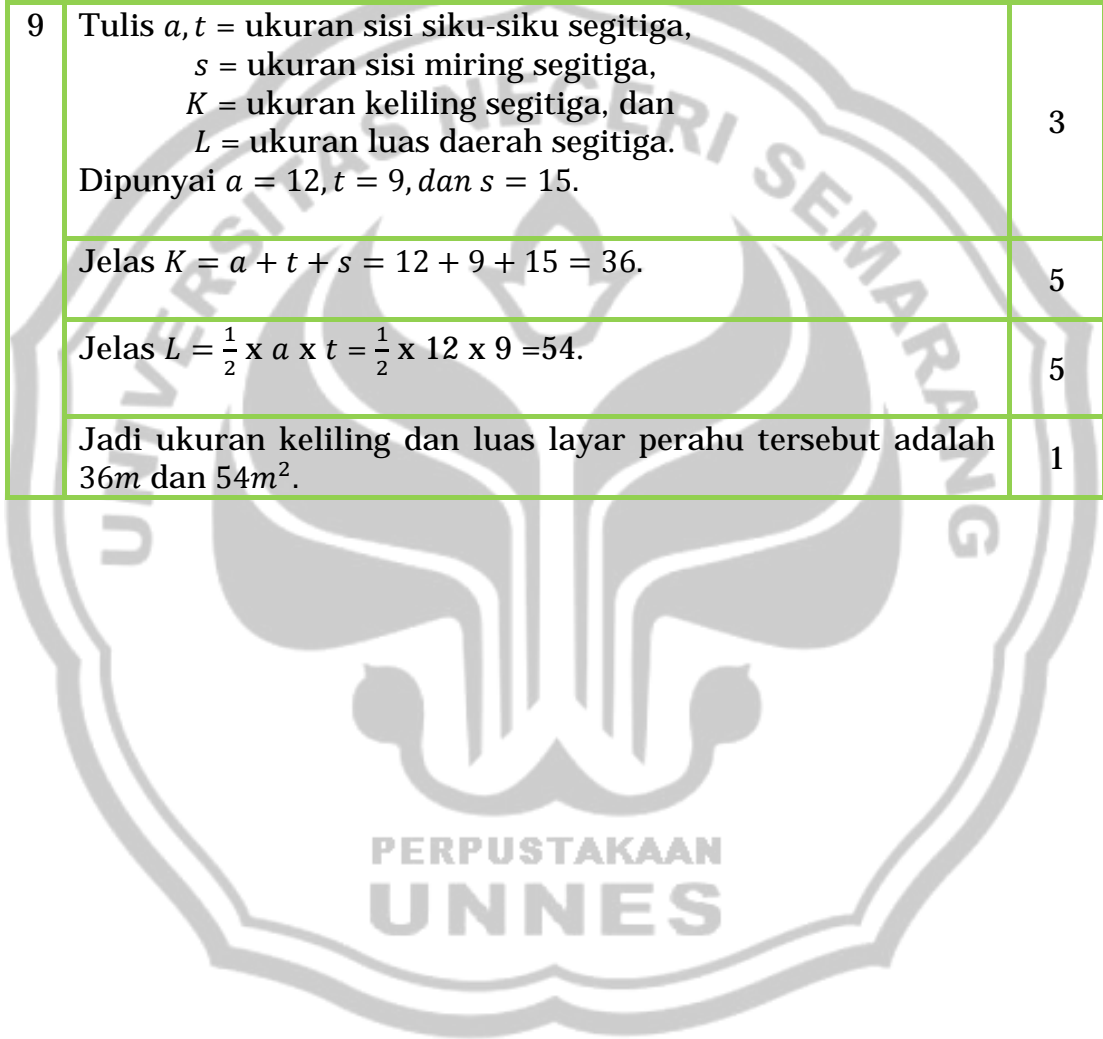 9 Tulis 𝑎, 𝑡 = ukuran sisi siku-siku segitiga,
𝑠 = ukuran sisi miring segitiga,
𝐾 = ukuran keliling segitiga, dan
𝐿 = ukuran luas daerah segitiga.
Dipunyai 𝑎 = 12, 𝑡 = 9, 𝑑𝑎𝑛 𝑠 = 15.
3
Jelas 𝐾 = 𝑎 + 𝑡 + 𝑠 = 12 + 9 + 15 = 36.
5
Jelas 𝐿 = 1/2 x 𝑎 x 𝑡 = 1/2 x 12 x 9 =54.
5
Jadi ukuran keliling dan luas layar perahu tersebut adalah
36𝑚 dan 54𝑚².
1
UNIVERSITAS NEGERI SEMARANG
PERPUSTAKAAN
UNNES